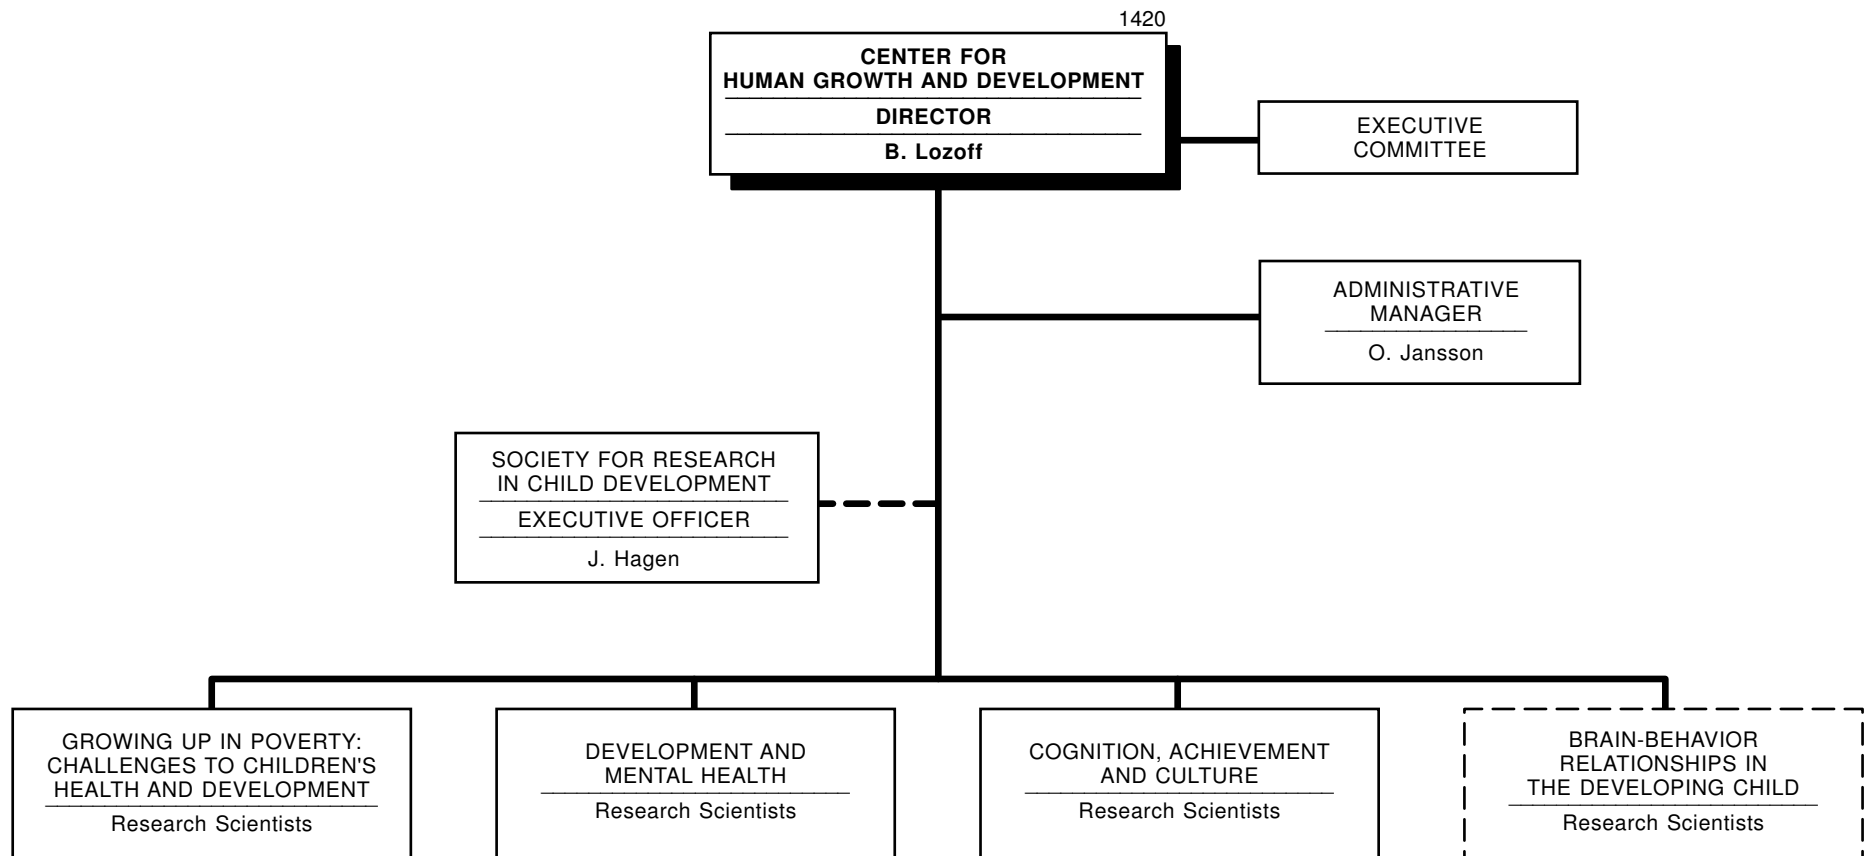 1420
CENTER FOR
HUMAN GROWTH AND DEVELOPMENT
DIRECTOR
B. Lozoff
EXECUTIVE
COMMITTEE
ADMINISTRATIVE
MANAGER
O. Jansson
SOCIETY FOR RESEARCH
IN CHILD DEVELOPMENT
EXECUTIVE OFFICER
J. Hagen
GROWING UP IN POVERTY:
CHALLENGES TO CHILDREN'S
HEALTH AND DEVELOPMENT
Research Scientists
DEVELOPMENT AND
MENTAL HEALTH
Research Scientists
COGNITION, ACHIEVEMENT
AND CULTURE
Research Scientists
BRAIN-BEHAVIOR
RELATIONSHIPS IN
THE DEVELOPING CHILD
Research Scientists